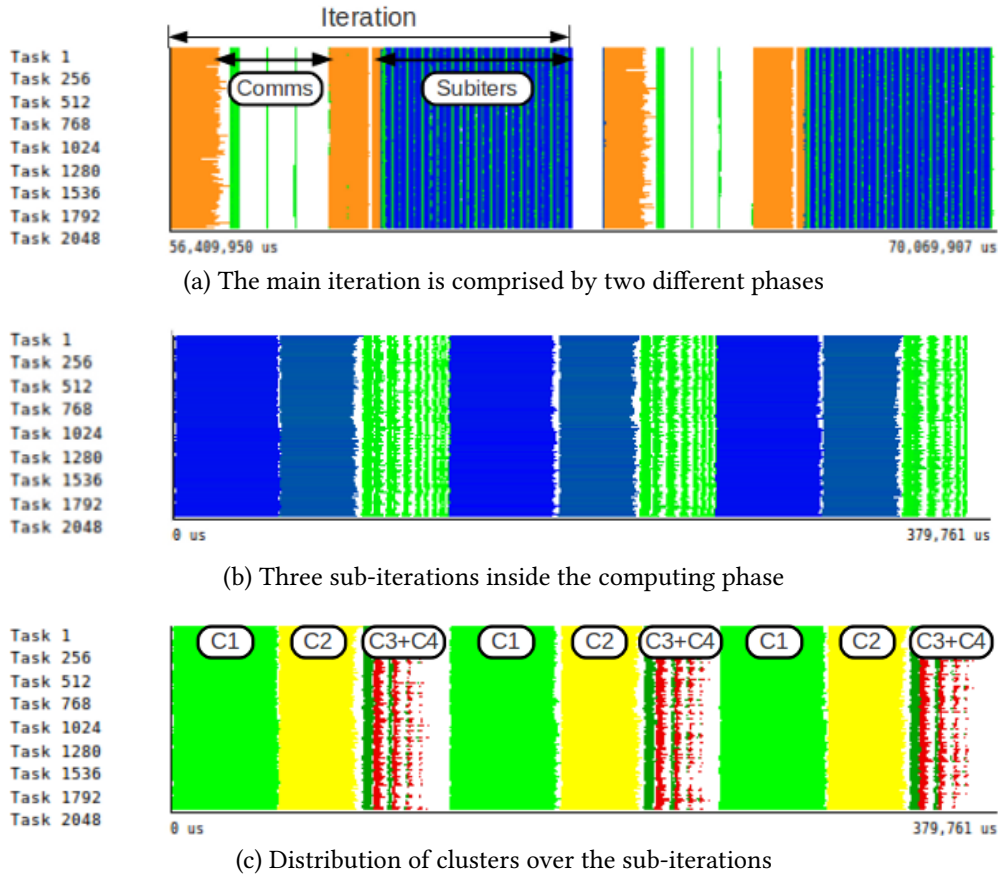 Iteration
Task 1
Task 256
Task 512
Task 768
Task 1024
Task 1280
Task 1536
Task 1792
Task 2048
Comms
Subiters
56,409,950 us
70,069,907 us
(a) The main iteration is comprised by two different phases
Task 1
Task 256
Task 512
Task 768
Task 1024
Task 1280
Task 1536
Task 1792
Task 2048
0 us
379,761 us
(b) Three sub-iterations inside the computing phase
Task 1
Task 256
Task 512
Task 768
Task 1024
Task 1280
Task 1536
Task 1792
Task 2048
C1 C2 C3+C4 C1 C2 C3+C4 C1 C2 C3+C4
0 us
379,761 us
(c) Distribution of clusters over the sub-iterations